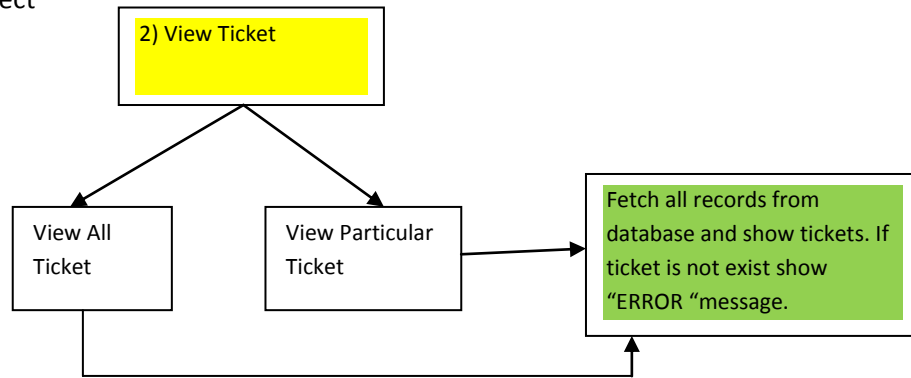 2) View Ticket
View All
Ticket
View Particular
Ticket
Fetch all records from
database and show tickets. If
ticket is not exist show
“ERROR “message.